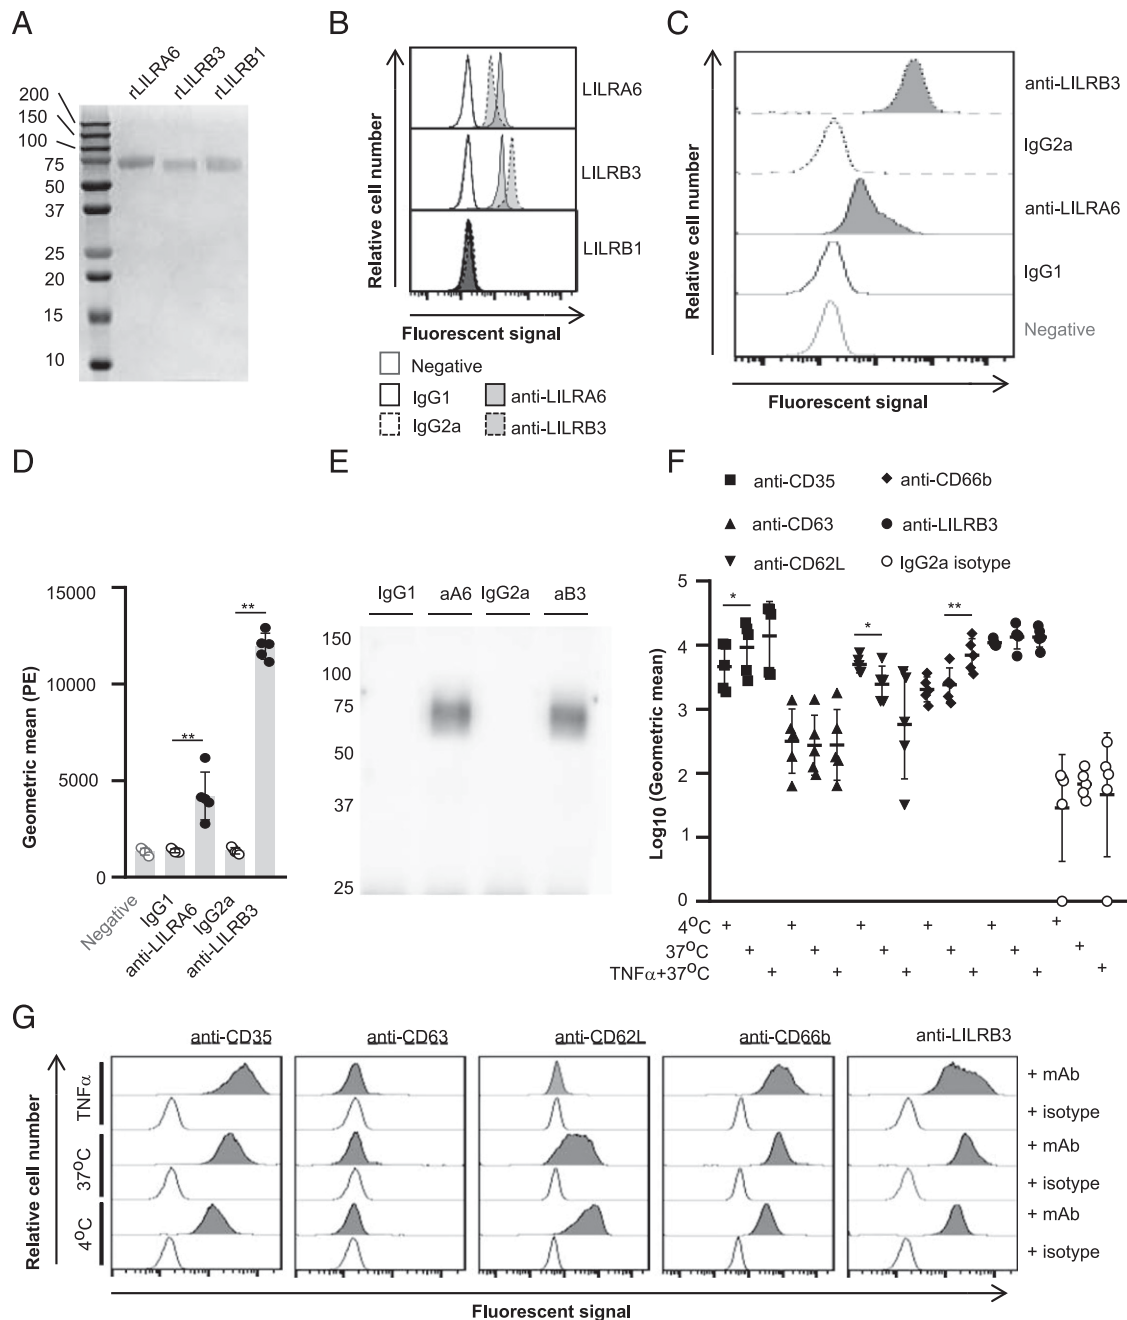 A
rLILRA6
rLILRB3
rLILRB1
200
150
100
75
50
37
25
20
15
10
B
Relative cell number
LILRA6
LILRB3
LILRB1
Fluorescent signal
Negative
IgG1
anti-LILRA6
IgG2a
anti-LILRB3
C
Relative cell number
anti-LILRB3
IgG2a
anti-LILRA6
IgG1
Negative
Fluorescent signal
D
Geometric mean (PE)
15000
10000
5000
0
**
**
Negative
IgG1
anti-LILRA6
IgG2a
anti-LILRB3
E
IgG1 aA6 IgG2a aB3
150
100
75
50
37
25
F
anti-CD35
anti-CD66b
anti-CD63
anti-LILRB3
anti-CD62L
IgG2a isotype
Log10 (Geometric mean)
5
4
3
2
1
0
*
*
**
4°C + + + + + +
37°C + + + + + +
TNFα+37°C + + + + + +
G
anti-CD35 anti-CD63 anti-CD62L anti-CD66b anti-LILRB3
Relative cell number
TNFα
37°C
4°C
+ mAb
+ isotype
+ mAb
+ isotype
+ mAb
+ isotype
Fluorescent signal